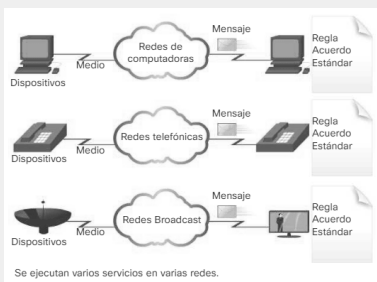 Mensaje
Redes de
computadoras
Regla
Acuerdo
Estándar
Medio
Dispositivos
Mensaje
Redes telefónicas
Regla
Acuerdo
Estándar
Medio
Dispositivos
Mensaje
Redes Broadcast
Regla
Acuerdo
Estándar
Medio
Dispositivos
Se ejecutan varios servicios en varias redes.